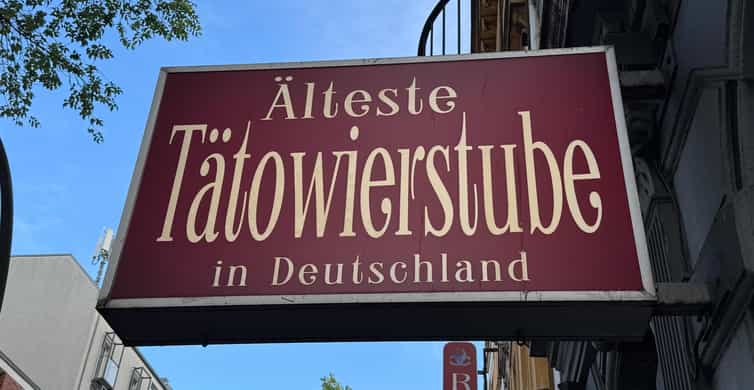 Älteste
Tätowierstube
in Deutschland
R